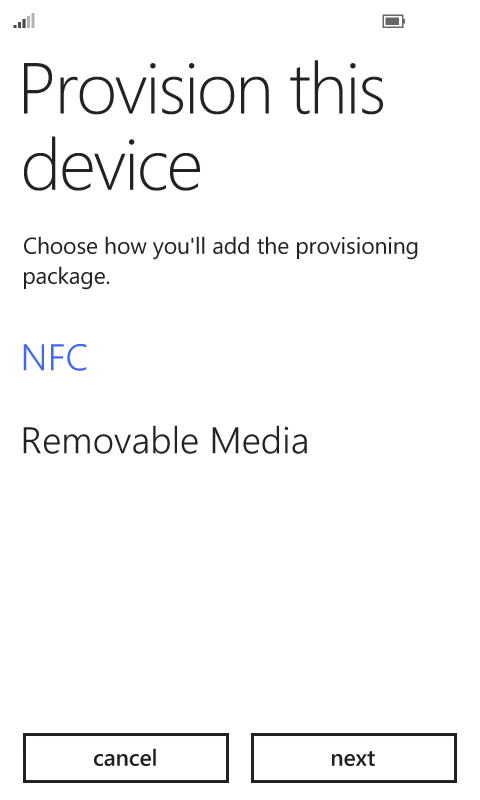 Provision this
device
Choose how you'll add the provisioning
package.
NFC
Removable Media
cancel
next